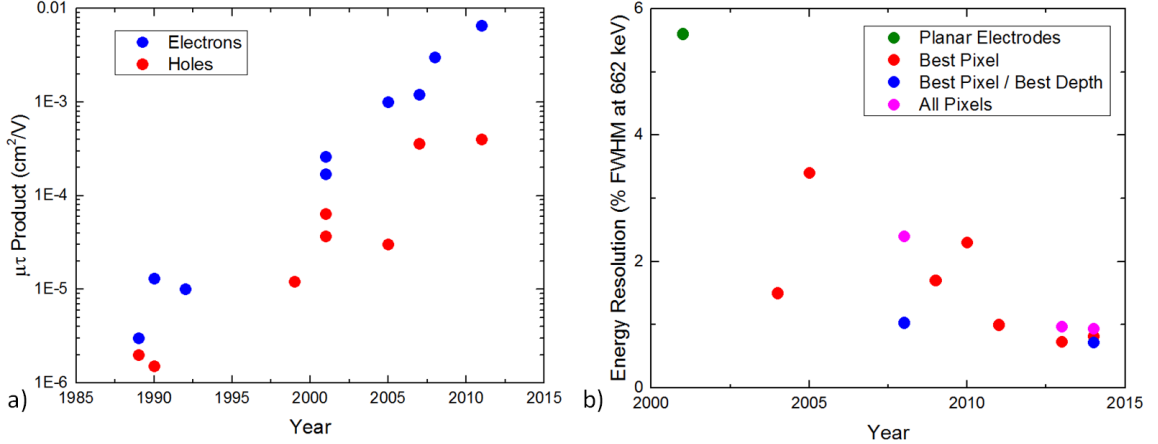 0.01
1E-3
1E-4
1E-5
1E-6
μτ Product (cm²/V)
Electrons
Holes
1985 1990 1995 2000 2005 2010 2015
Year
a)
6
4
2
0
Energy Resolution (% FWHM at 662 keV)
Planar Electrodes
Best Pixel
Best Pixel / Best Depth
All Pixels
2000 2005 2010 2015
Year
b)